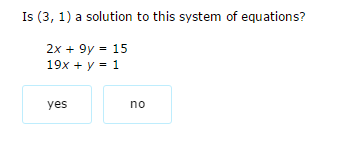 Is (3, 1) a solution to this system of equations?
2x + 9y = 15
19x + y = 1
yes
no